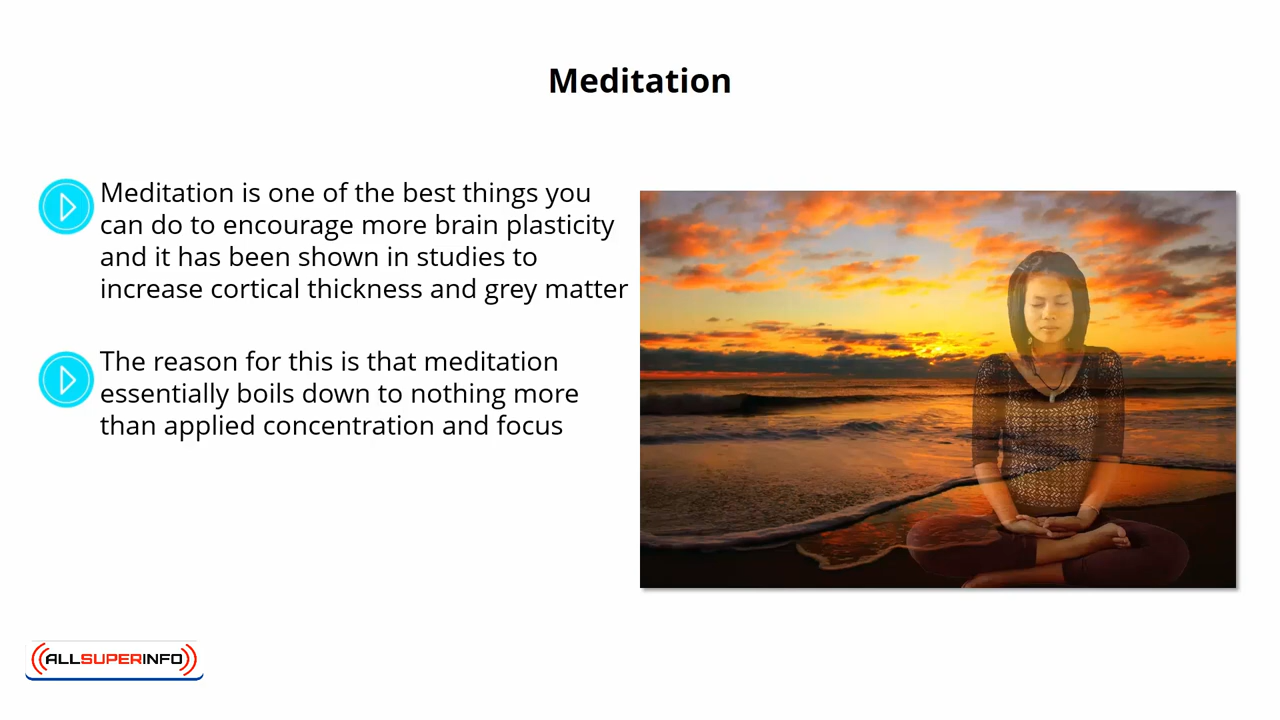 Meditation
Meditation is one of the best things you
can do to encourage more brain plasticity
and it has been shown in studies to
increase cortical thickness and grey matter
The reason for this is that meditation
essentially boils down to nothing more
than applied concentration and focus
ALLSUPERINFO